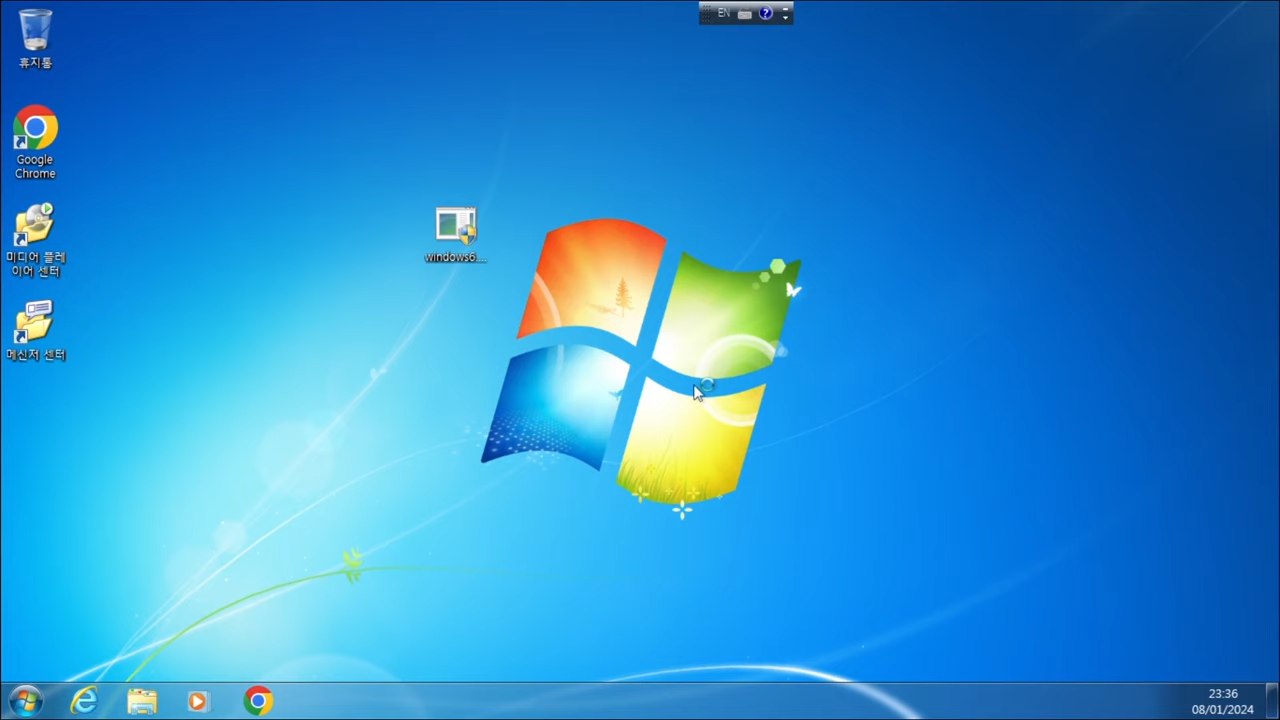 EN
휴지통
Google
Chrome
windows6....
미디어 플레
이어 센터
메신저 센터
23:36
08/01/2024